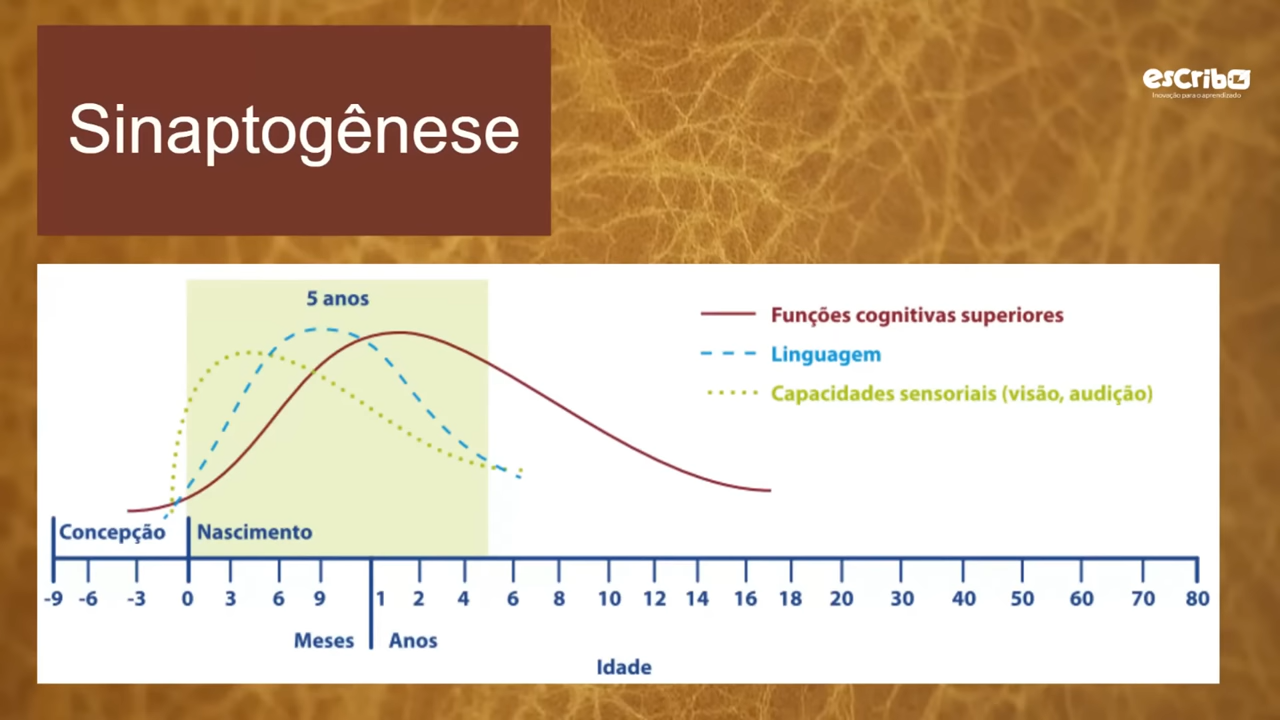 Sinaptogênese
escribo
Inovação para o aprendizado
5 anos
Funções cognitivas superiores
Linguagem
Capacidades sensoriais (visão, audição)
Concepção
Nascimento
-9 -6 -3 0 3 6 9 1 2 4 6 8 10 12 14 16 18 20 30 40 50 60 70 80
Meses Anos
Idade